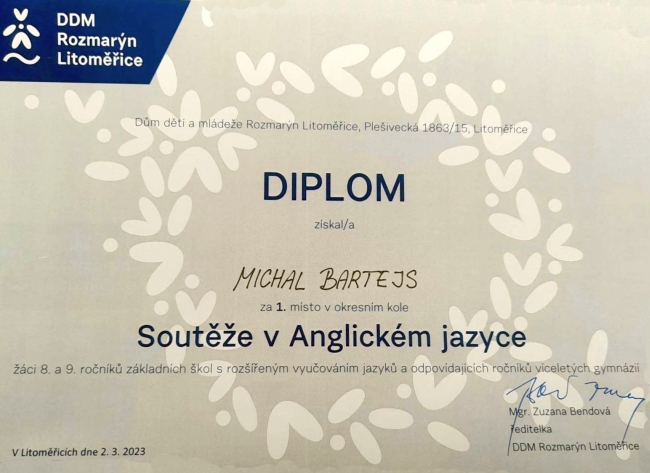 DDM
Rozmarýn
Litoměřice
Dům dětí a mládeže Rozmarýn Litoměřice, Plešivecká 1863/15, Litoměřice
DIPLOM
získal/a
MICHAL BARTEJS
za 1. místo v okresním kole
Soutěže v Anglickém jazyce
žáci 8. a 9. ročníků základních škol s rozšířeným vyučováním jazyků a odpovídajících ročníků víceletých gymnázií
Mgr. Zuzana Bendová
ředitelka
DDM Rozmarýn Litoměřice
V Litoměřicích dne 2. 3. 2023